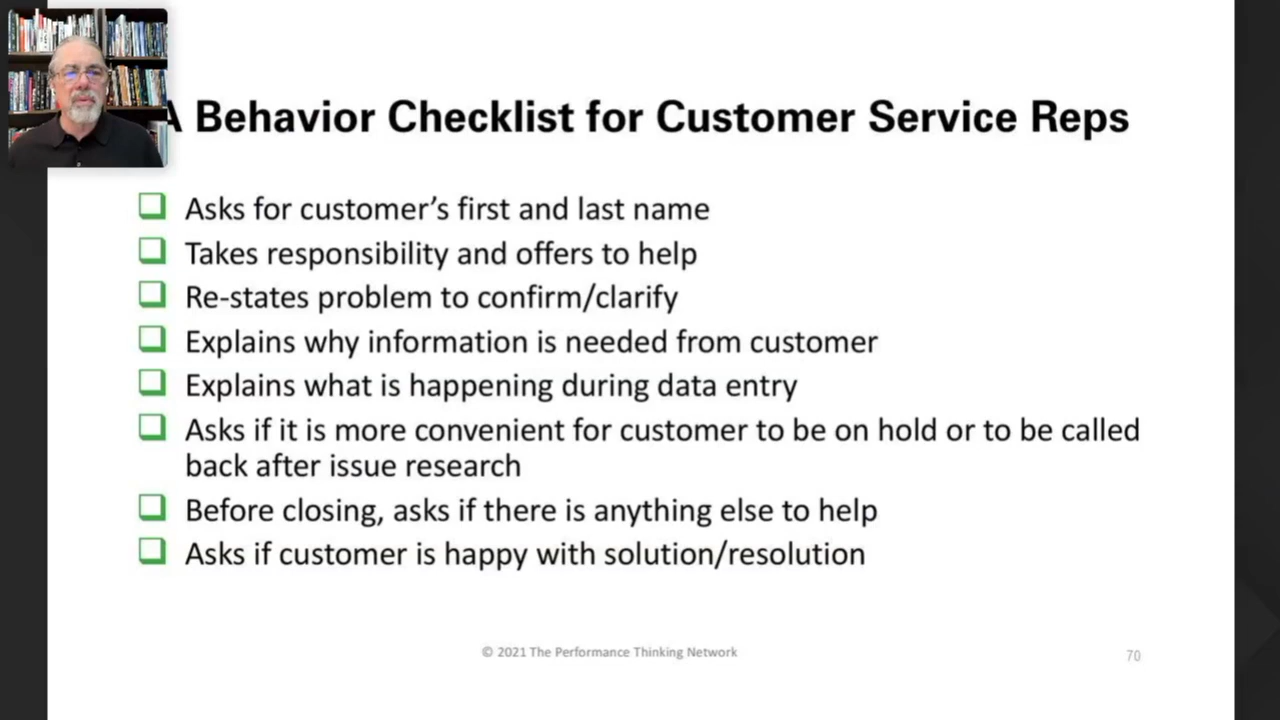 A Behavior Checklist for Customer Service Reps
Asks for customer's first and last name
Takes responsibility and offers to help
Re-states problem to confirm/clarify
Explains why information is needed from customer
Explains what is happening during data entry
Asks if it is more convenient for customer to be on hold or to be called
back after issue research
Before closing, asks if there is anything else to help
Asks if customer is happy with solution/resolution
© 2021 The Performance Thinking Network
70